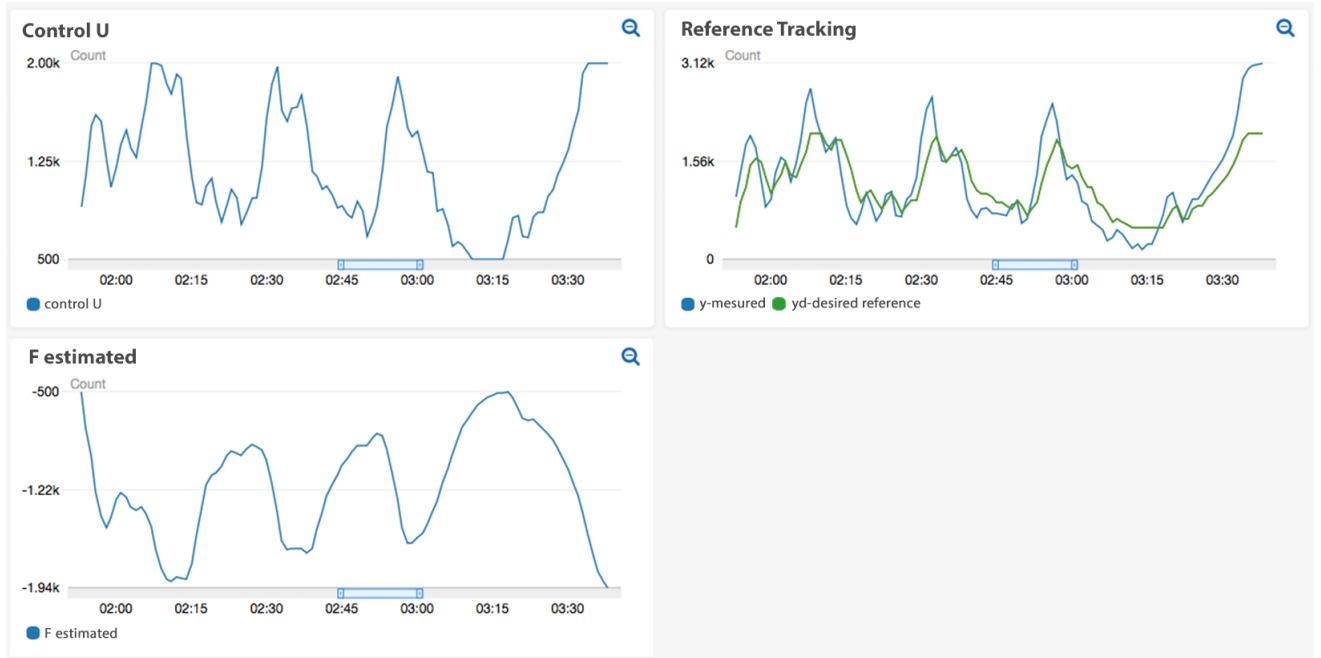 Control U
Count
2.00k
1.25k
500
02:00 02:15 02:30 02:45 03:00 03:15 03:30
control U
Reference Tracking
Count
3.12k
1.56k
0
02:00 02:15 02:30 02:45 03:00 03:15 03:30
y-mesured yd-desired reference
F estimated
Count
-500
-1.22k
-1.94k
02:00 02:15 02:30 02:45 03:00 03:15 03:30
F estimated